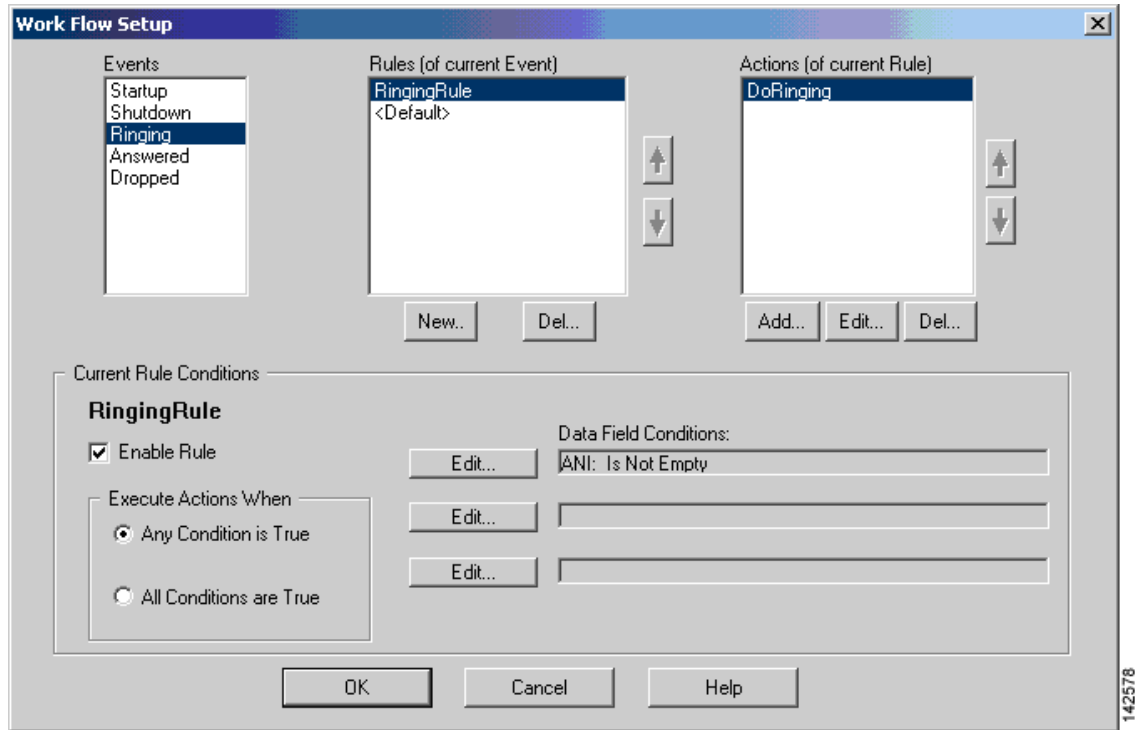 Work Flow Setup
Events
Startup
Shutdown
Ringing
Answered
Dropped
Rules (of current Event)
RingingRule
<Default>
New..
Del...
Actions (of current Rule)
DoRinging
Add...
Edit...
Del...
Current Rule Conditions
RingingRule
Enable Rule
Execute Actions When
Any Condition is True
All Conditions are True
Data Field Conditions:
Edit...
ANI: Is Not Empty
Edit...
Edit...
OK
Cancel
Help
142578